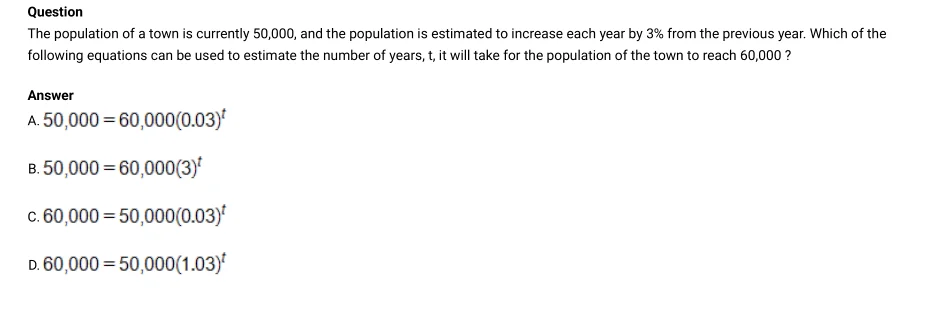 Question
The population of a town is currently 50,000, and the population is estimated to increase each year by 3% from the previous year. Which of the
following equations can be used to estimate the number of years, t, it will take for the population of the town to reach 60,000 ?
Answer
A. 50,000 = 60,000(0.03)^t
B. 50,000 = 60,000(3)^t
C. 60,000 = 50,000(0.03)^t
D. 60,000 = 50,000(1.03)^t